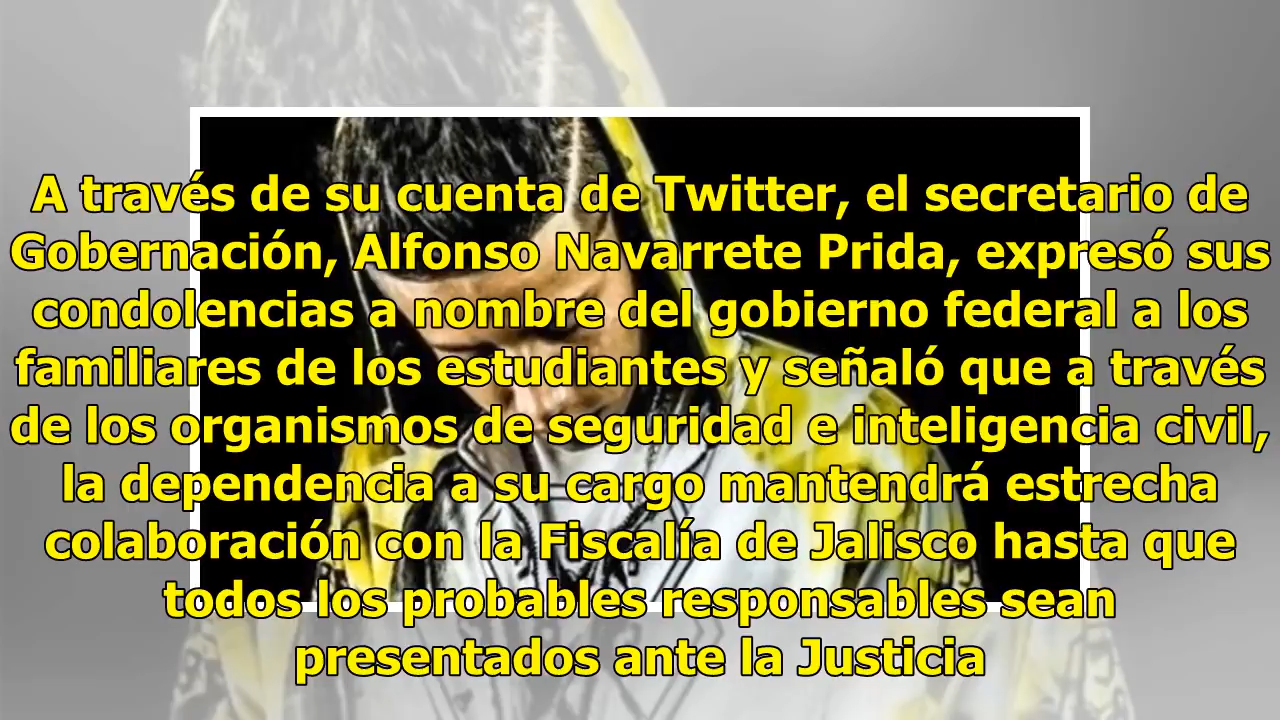 A través de su cuenta de Twitter, el secretario de
Gobernación, Alfonso Navarrete Prida, expresó sus
condolencias a nombre del gobierno federal a los
familiares de los estudiantes y señaló que a través
de los organismos de seguridad e inteligencia civil,
la dependencia a su cargo mantendrá estrecha
colaboración con la Fiscalía de Jalisco hasta que
todos los probables responsables sean
presentados ante la Justicia